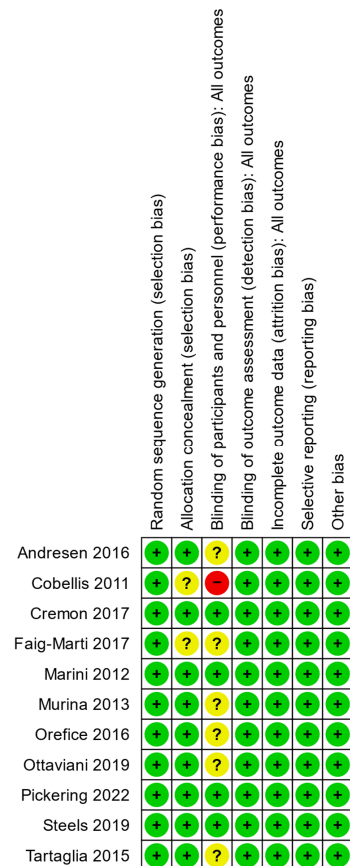 Random sequence generation (selection bias)
Allocation concealment (selection bias)
Blinding of participants and personnel (performance bias): All outcomes
Blinding of outcome assessment (detection bias): All outcomes
Incomplete outcome data (attrition bias): All outcomes
Selective reporting (reporting bias)
Other bias
Andresen 2016 + + ? + + + +
Cobellis 2011 + ? − + + + +
Cremon 2017 + + + + + + +
Faig-Marti 2017 + ? ? + + + +
Marini 2012 + + + + + + +
Murina 2013 + + ? + + + +
Orefice 2016 + + ? + + + +
Ottaviani 2019 + + ? + + + +
Pickering 2022 + + + + + + +
Steels 2019 + + + + + + +
Tartaglia 2015 + + ? + + + +